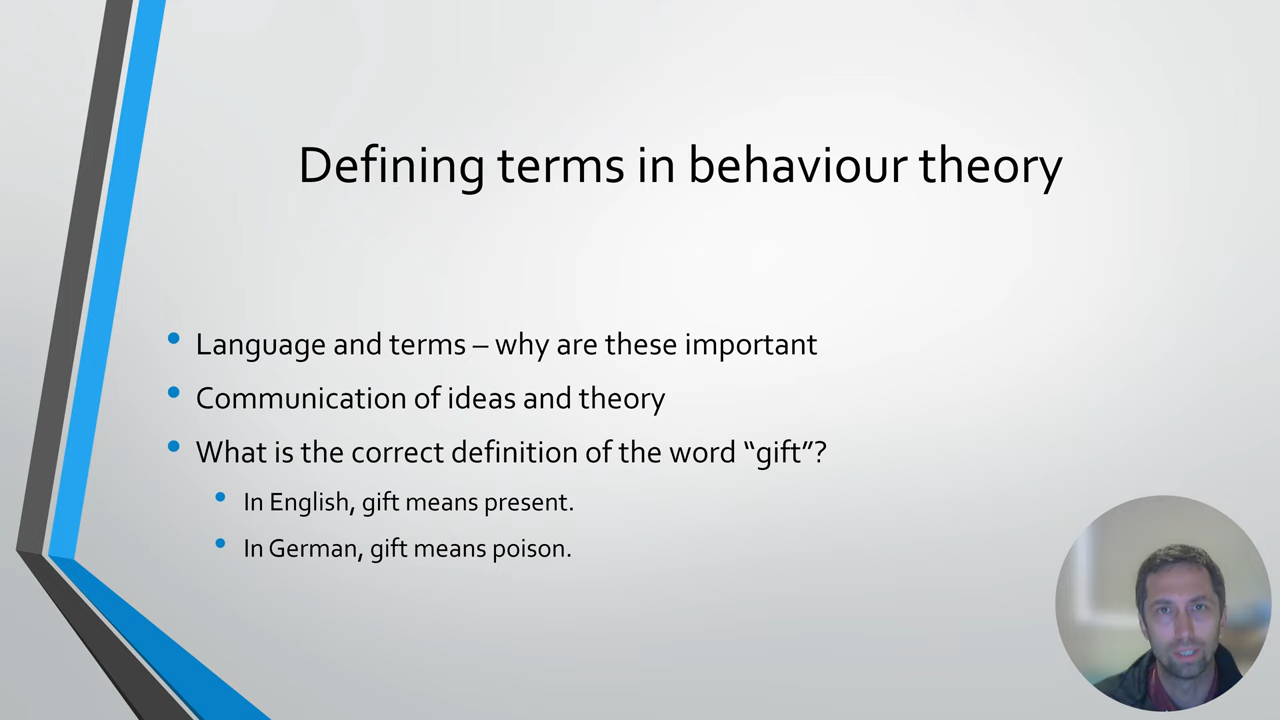 Defining terms in behaviour theory
Language and terms – why are these important
Communication of ideas and theory
What is the correct definition of the word “gift”?
In English, gift means present.
In German, gift means poison.